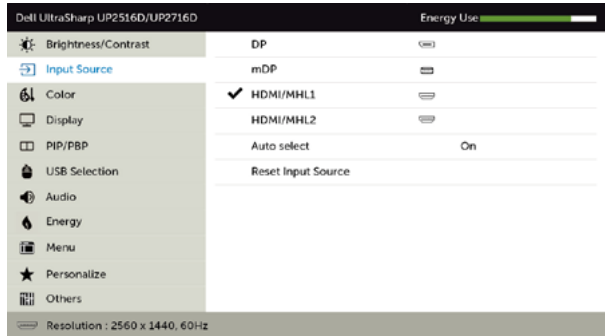 Dell UltraSharp UP2516D/UP2716D Energy Use
Brightness/Contrast DP
Input Source mDP
Color HDMI/MHL1
Display HDMI/MHL2
PIP/PBP Auto select On
USB Selection Reset Input Source
Audio
Energy
Menu
Personalize
Others
Resolution : 2560 x 1440, 60Hz